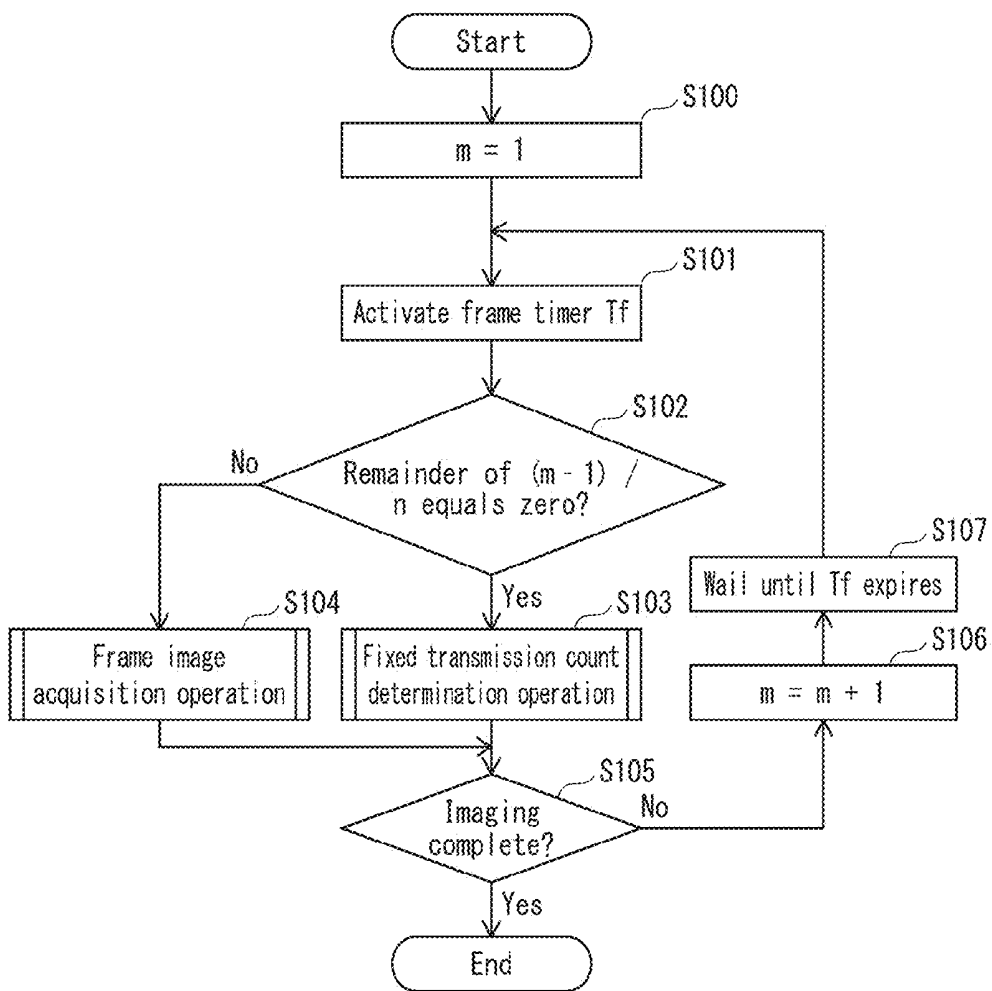 Start
S100
m = 1
S101
Activate frame timer Tf
S102
No
Remainder of (m - 1) /
n equals zero?
S107
Wail until Tf expires
Yes
S104
S103
S106
Frame image
acquisition operation
Fixed transmission count
determination operation
m = m + 1
S105
No
Imaging
complete?
Yes
End